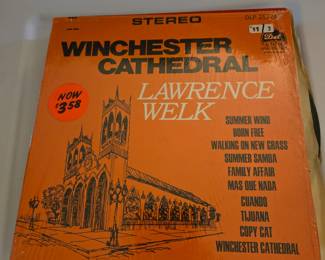 STEREO
WINCHESTER
CATHEDRAL
LAWRENCE
WELK
NOW
$3.58
SUMMER WIND
BORN FREE
WALKING ON NEW GRASS
SUMMER SAMBA
FAMILY AFFAIR
MAS QUE NADA
CUANDO
TIJUANA
COPY CAT
WINCHESTER CATHEDRAL